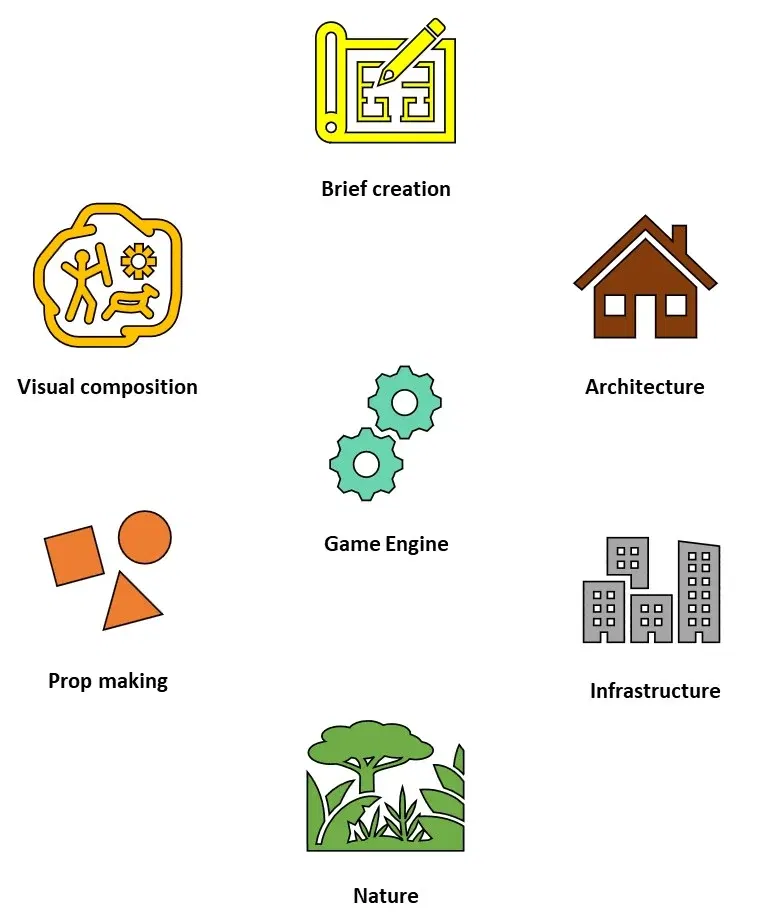 Brief creation
Visual composition
Architecture
Game Engine
Prop making
Infrastructure
Nature